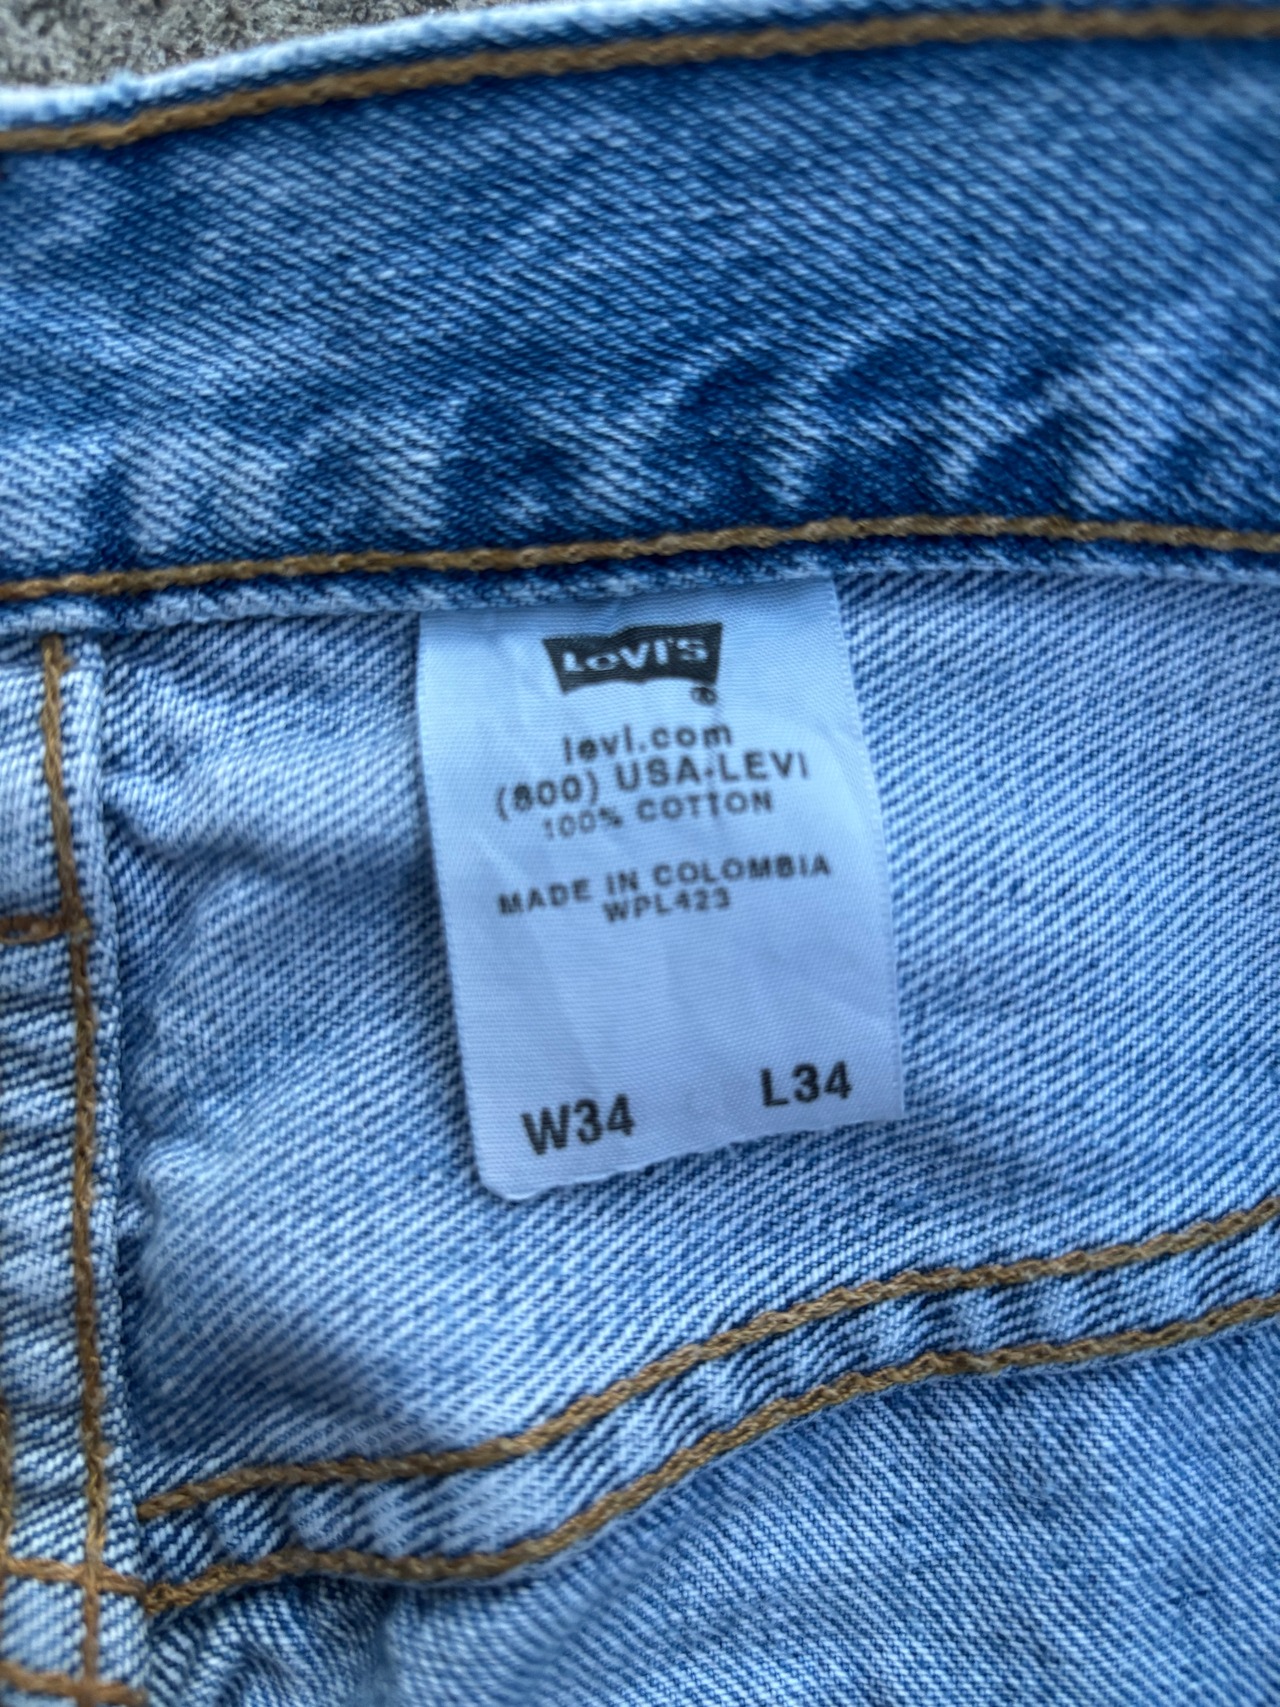 LeVI'S
®
levi.com
(800) USA-LEVI
100% COTTON
MADE IN COLOMBIA
WPL423
W34 L34